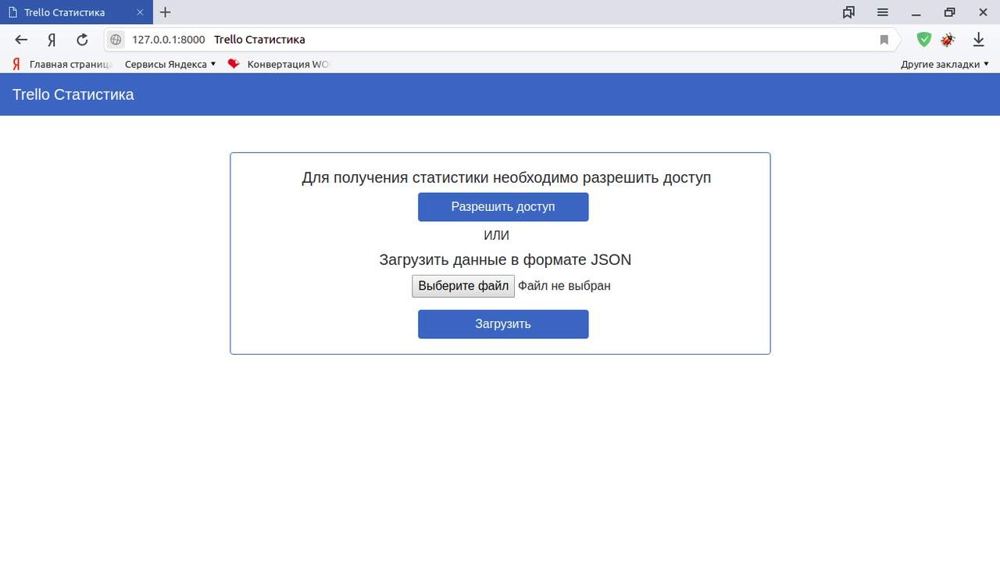 Trello Статистика
127.0.0.1:8000 Trello Статистика
Главная страница Сервисы Яндекса Конвертация WO Другие закладки
Trello Статистика
Для получения статистики необходимо разрешить доступ
Разрешить доступ
ИЛИ
Загрузить данные в формате JSON
Выберите файл Файл не выбран
Загрузить